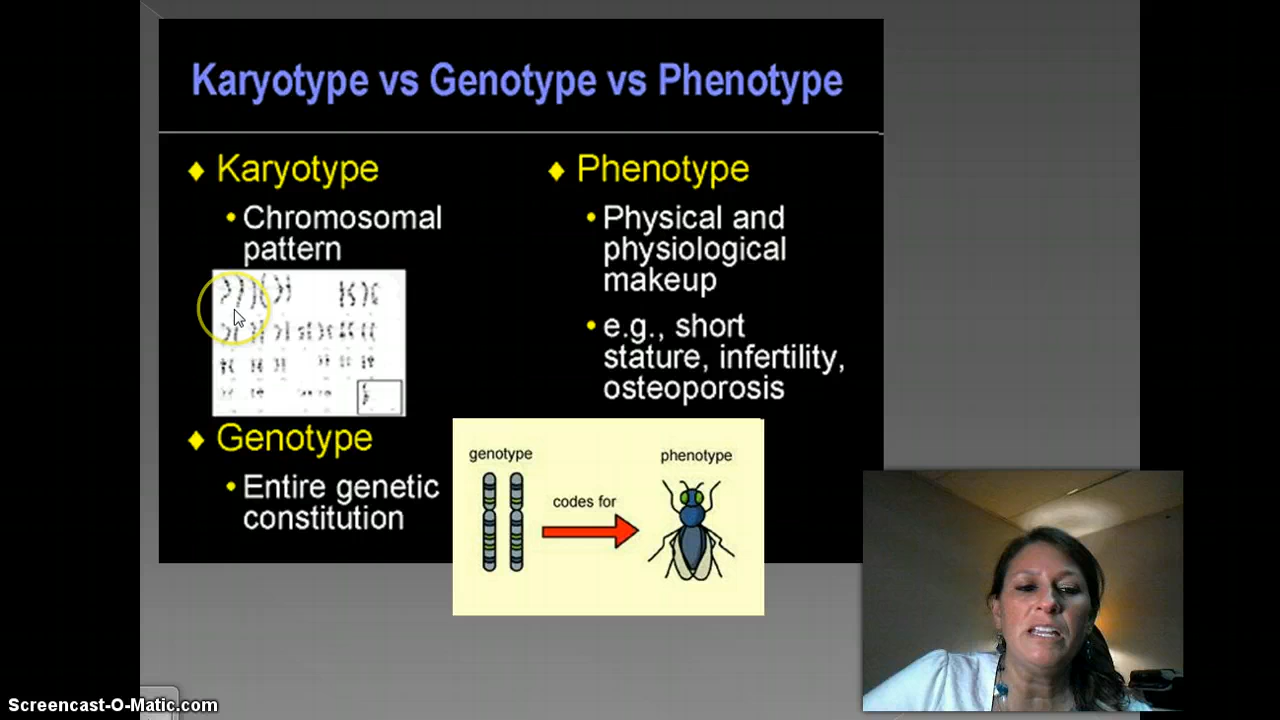 Karyotype vs Genotype vs Phenotype
♦ Karyotype
• Chromosomal
pattern
♦ Genotype
• Entire genetic
constitution
♦ Phenotype
• Physical and
physiological
makeup
• e.g., short
stature, infertility,
osteoporosis
genotype
codes for
phenotype
Screencast-O-Matic.com